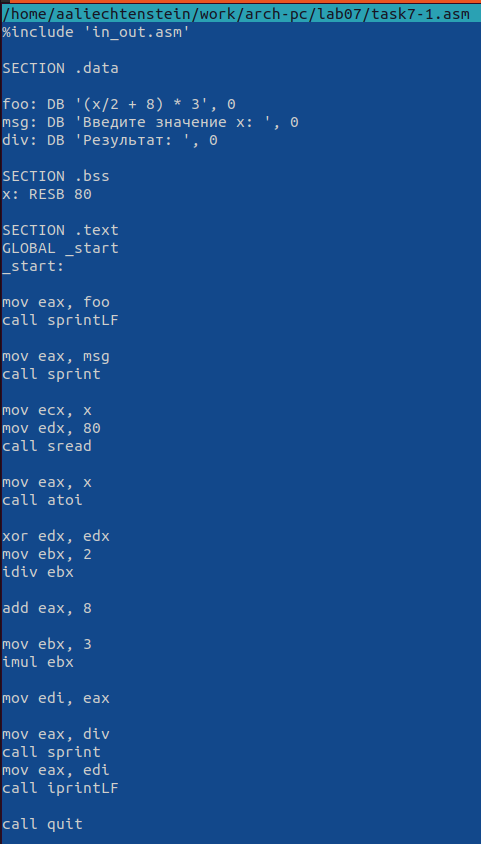 /home/aaliechtenstein/work/arch-pc/lab07/task7-1.asm
%include 'in_out.asm'
SECTION .data
foo: DB '(x/2 + 8) * 3', 0
msg: DB 'Введите значение x: ', 0
div: DB 'Результат: ', 0
SECTION .bss
x: RESB 80
SECTION .text
GLOBAL _start
_start:
mov eax, foo
call sprintLF
mov eax, msg
call sprint
mov ecx, x
mov edx, 80
call sread
mov eax, x
call atoi
xor edx, edx
mov ebx, 2
idiv ebx
add eax, 8
mov ebx, 3
imul ebx
mov edi, eax
mov eax, div
call sprint
mov eax, edi
call iprintLF
call quit